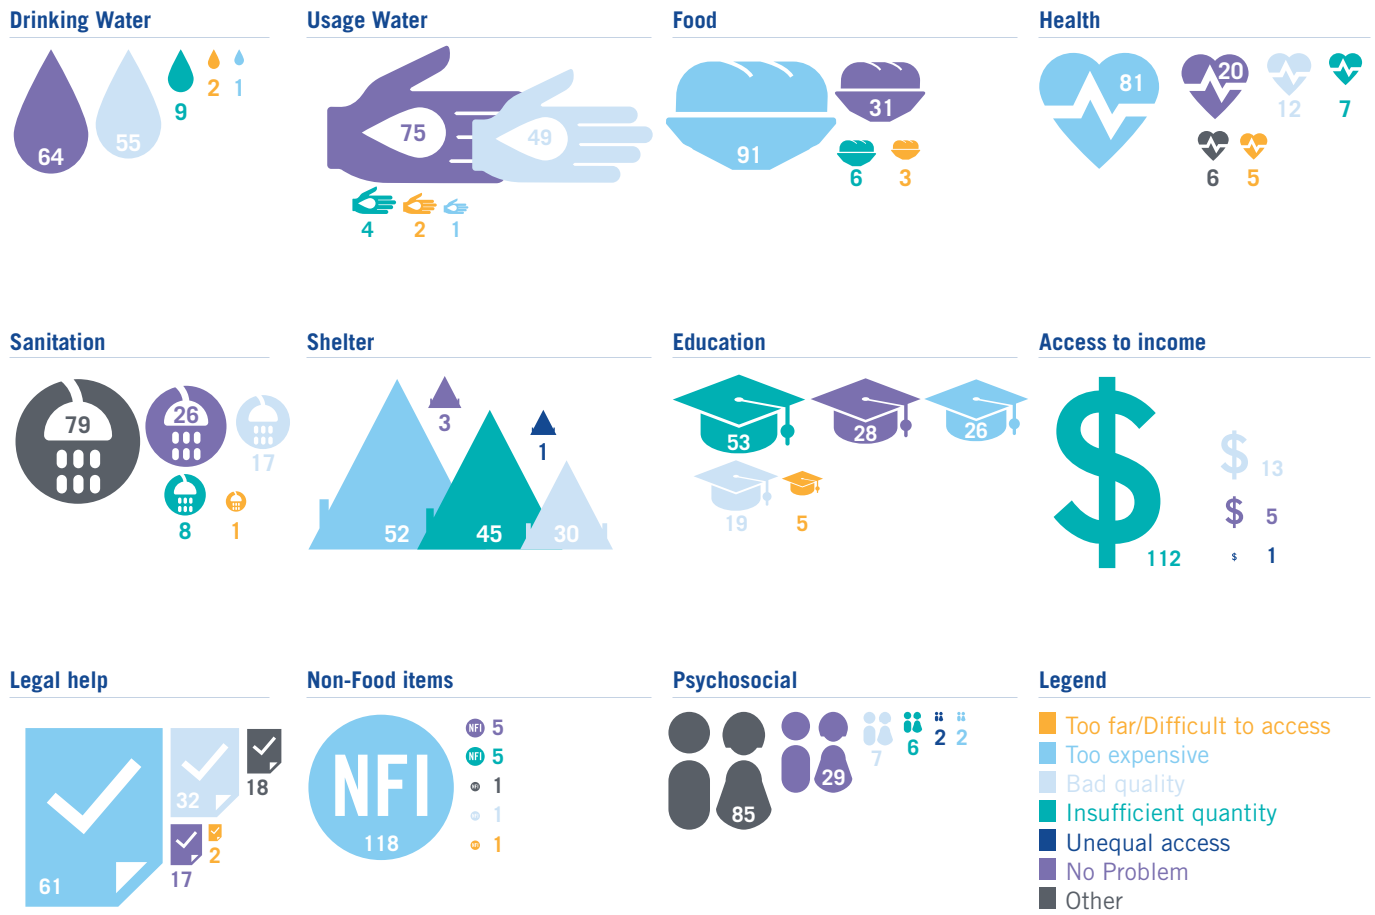 Drinking Water
64
55
9
2
1
Usage Water
75
49
4
2
1
Food
91
31
6
3
Health
81
20
12
7
6
5
Sanitation
79
26
17
8
1
Shelter
52
3
45
1
30
Education
53
28
26
19
5
Access to income
112
13
5
1
Legal help
61
32
18
17
2
Non-Food items
NFI
118
NFI 5
NFI 5
1
1
1
Psychosocial
85
29
7
6
2
2
Legend
Too far/Difficult to access
Too expensive
Bad quality
Insufficient quantity
Unequal access
No Problem
Other